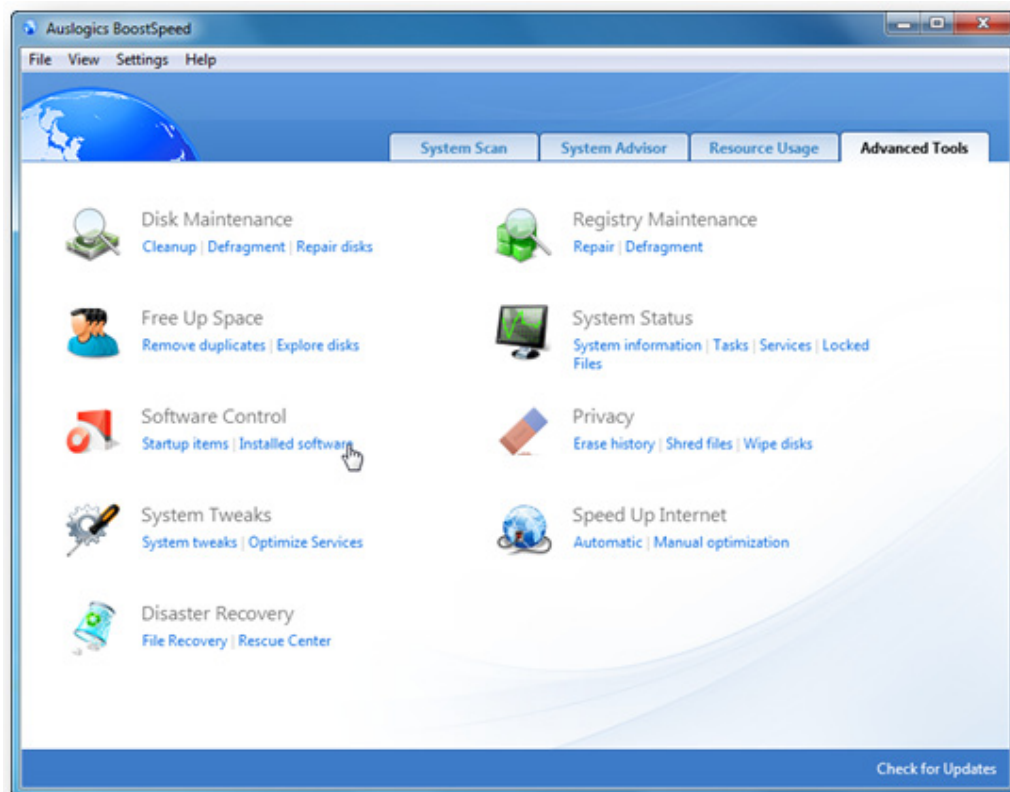 Auslogics BoostSpeed
File View Settings Help
System Scan System Advisor Resource Usage Advanced Tools
Disk Maintenance
Cleanup | Defragment | Repair disks
Registry Maintenance
Repair | Defragment
Free Up Space
Remove duplicates | Explore disks
System Status
System information | Tasks | Services | Locked
Files
Software Control
Startup items | Installed software
Privacy
Erase history | Shred files | Wipe disks
System Tweaks
System tweaks | Optimize Services
Speed Up Internet
Automatic | Manual optimization
Disaster Recovery
File Recovery | Rescue Center
Check for Updates